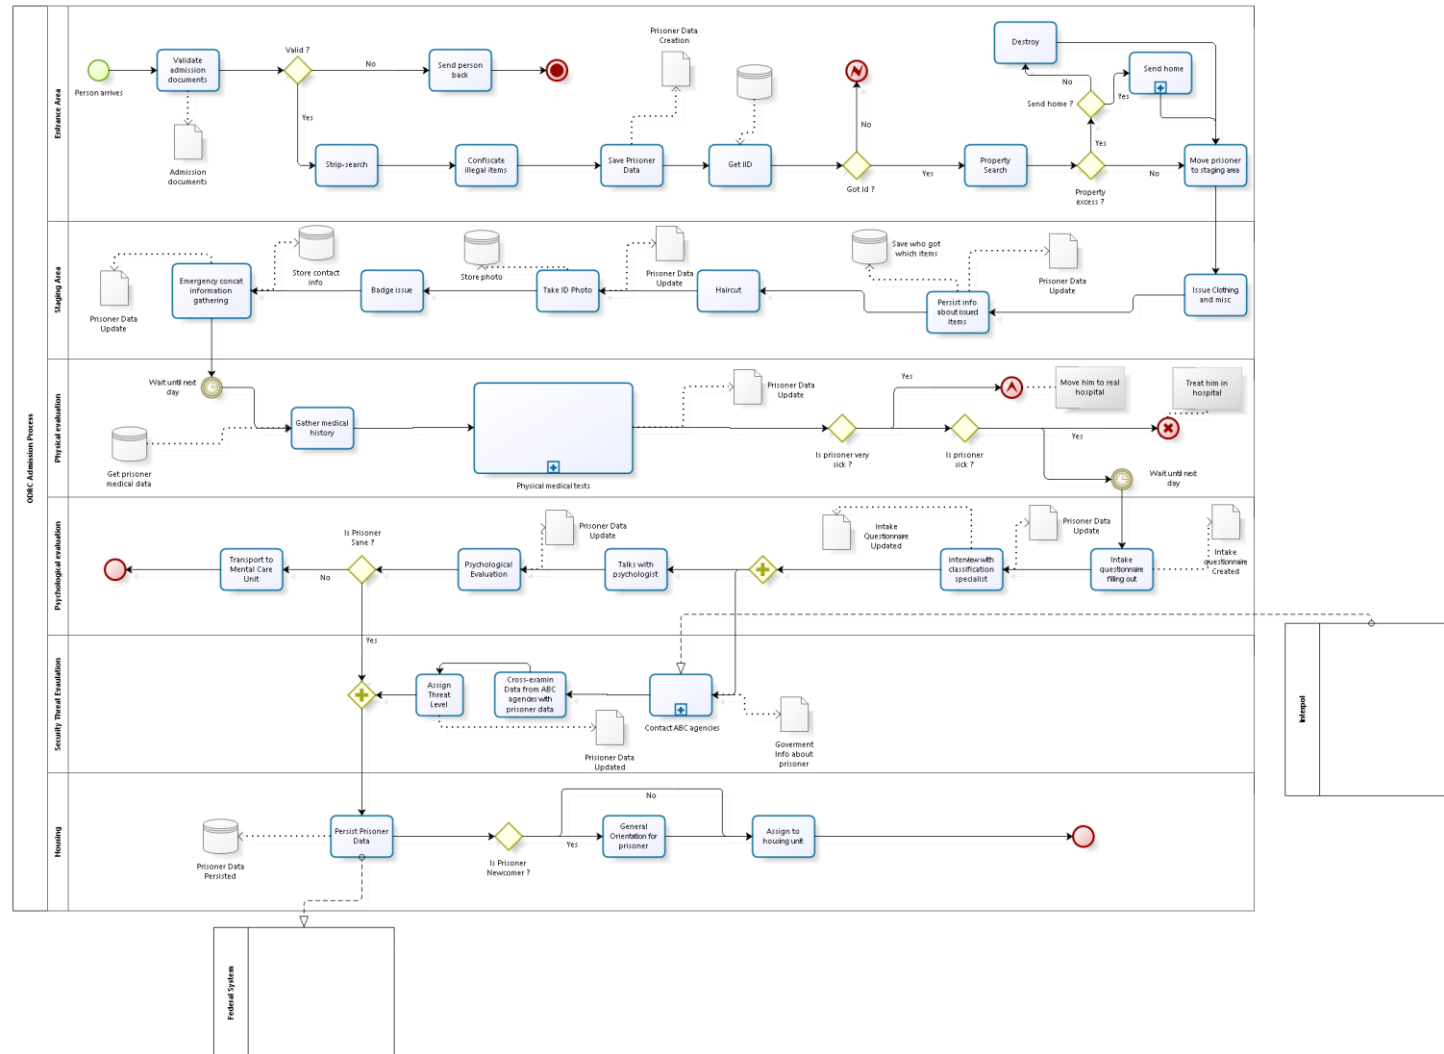 ODRC Admission Process
Entrance Area
Person arrives
Validate
admission
documents
Admission
documents
Valid ?
No
Yes
Send person
back
Strip-search
Confiscate
illegal items
Prisoner Data
Creation
Save Prisoner
Data
Get IID
No
Got Id ?
Yes
Property
Search
Destroy
Send home
No
Send home ?
Yes
Yes
Property
excess ?
No
Move prisoner
to staging area
Staging Area
Prisoner Data
Update
Emergency concat
information
gathering
Store contact
info
Badge issue
Store photo
Take ID Photo
Prisoner Data
Update
Haircut
Save who got
which items
Persist info
about issued
items
Prisoner Data
Update
Issue Clothing
and misc
Physical evaluation
Wait until next
day
Get prisoner
medical data
Gather medical
history
Physical medical tests
Prisoner Data
Update
Is prisoner very
sick ?
Yes
Move him to real
hospital
Is prisoner
sick ?
Yes
Treat him in
hospital
Wait until next
day
Psychological evaluation
Transport to
Mental Care
Unit
No
Is Prisoner
Sane ?
Yes
Psychological
Evaluation
Prisoner Data
Update
Talks with
psychologist
Intake
Questionnaire
Updated
Interview with
classification
specialist
Prisoner Data
Update
Intake
questionnaire
filling out
Intake
questionnaire
Created
Security Threat Evaulation
Assign
Threat
Level
Cross-examin
Data from ABC
agendes with
prisoner data
Prisioner Data
Updated
Contact ABC agencies
Goverment
Info about
prisoner
Interpol
Housing
Prisoner Data
Persisted
Persist Prisoner
Data
Is Prisoner
Newcomer ?
No
Yes
General
Orientation for
prisoner
Assign to
housing unit
Federal System